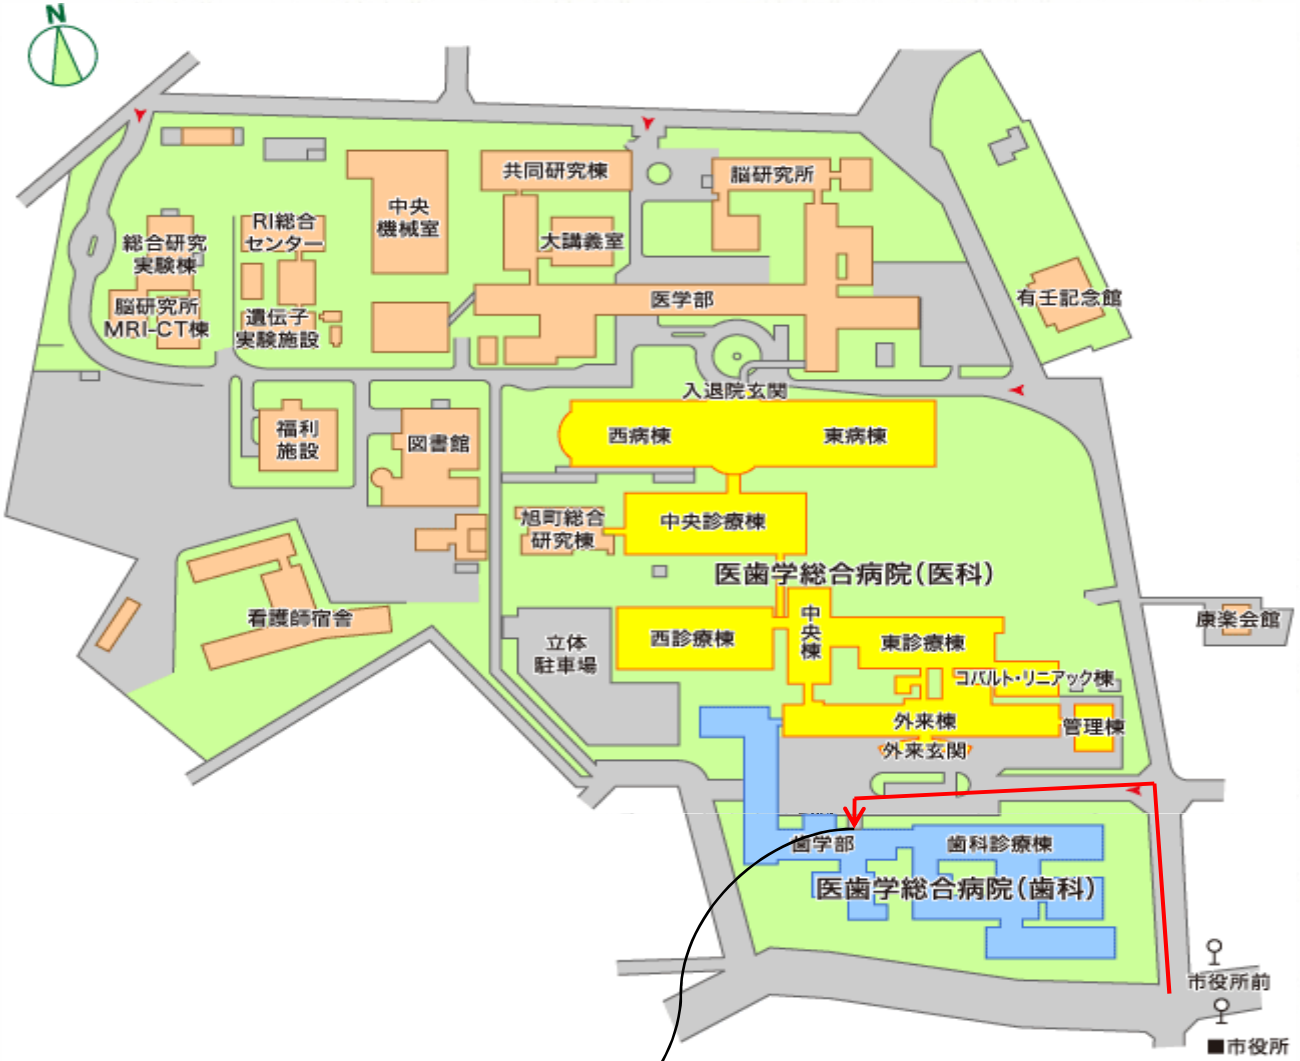 N
共同研究棟
脳研究所
中央
機械室
RI総合
センター
大講義室
総合研究
実験棟
脳研究所
MRI-CT棟
遺伝子
実験施設
医学部
有壬記念館
入退院玄関
福利
施設
図書館
西病棟
東病棟
旭町総合
研究棟
中央診療棟
医歯学総合病院(医科)
看護師宿舎
立体
駐車場
西診療棟
中
央
棟
東診療棟
康楽会館
コバルト・リニアック棟
外来棟
管理棟
外来玄関
歯学部
歯科診療棟
医歯学総合病院(歯科)
市役所前
■市役所